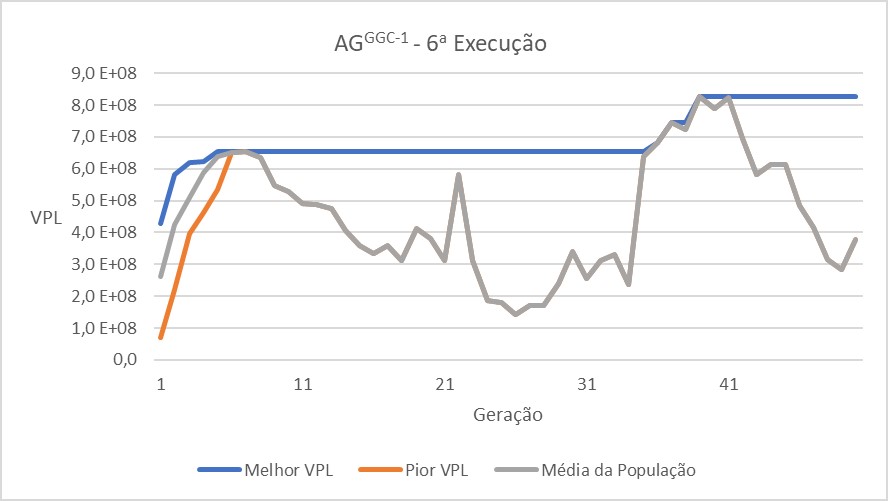 AGGGC-1 - 6ª Execução
9,0 E+08
8,0 E+08
7,0 E+08
6,0 E+08
5,0 E+08
4,0 E+08
3,0 E+08
2,0 E+08
1,0 E+08
0,0
VPL
1 11 21 31 41
Geração
Melhor VPL Pior VPL Média da População